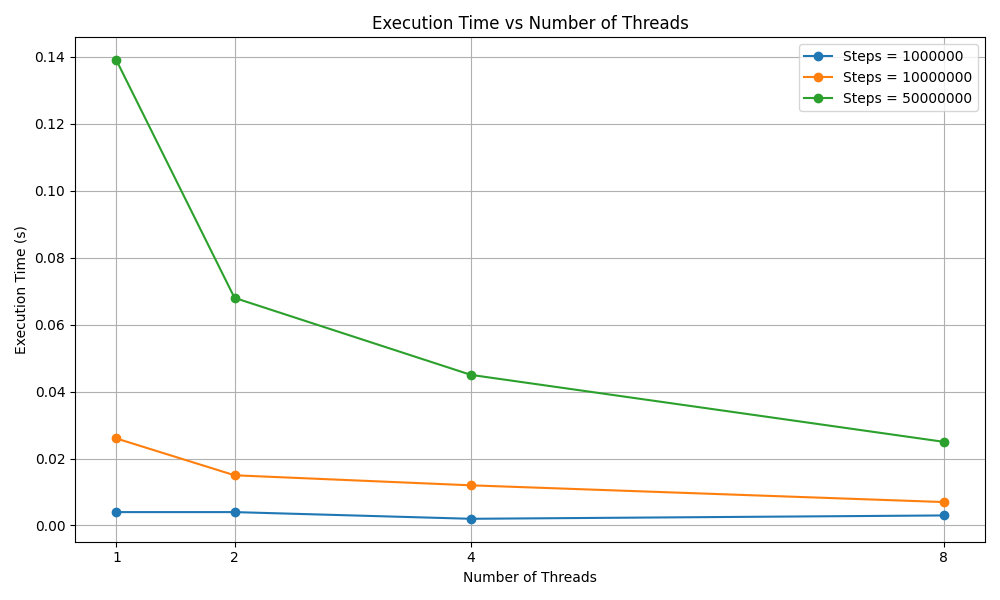 Execution Time vs Number of Threads
Steps = 1000000
Steps = 10000000
Steps = 50000000
Execution Time (s)
0.14
0.12
0.10
0.08
0.06
0.04
0.02
0.00
1 2 4 8
Number of Threads